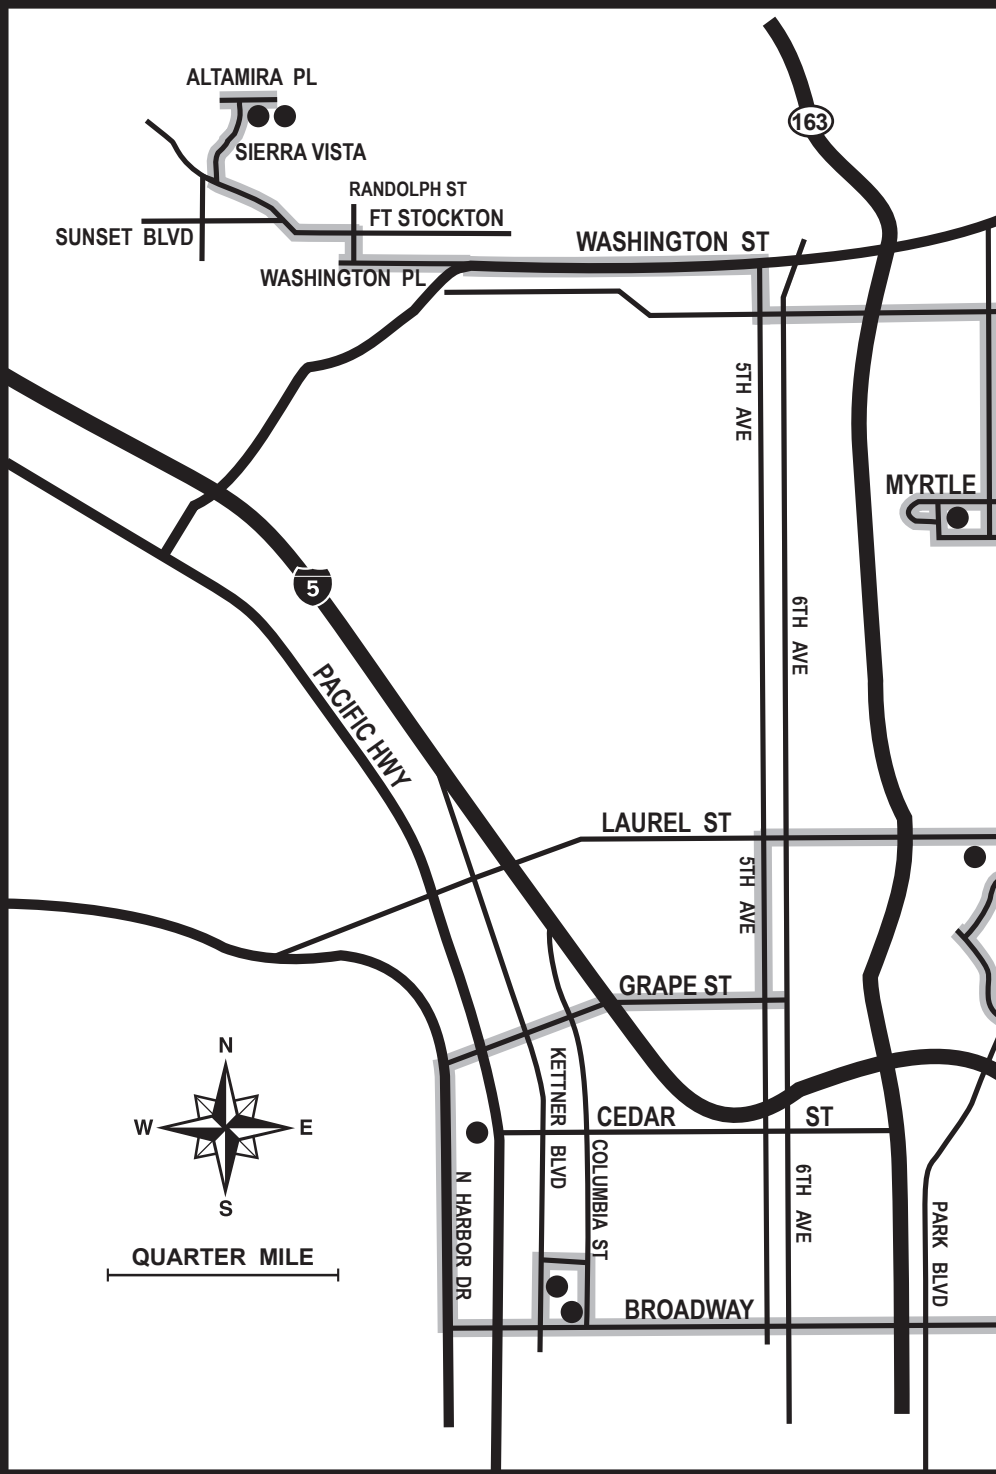 ALTAMIRA PL
163
SIERRA VISTA
RANDOLPH ST
FT STOCKTON
SUNSET BLVD
WASHINGTON ST
WASHINGTON PL
5TH AVE
MYRTLE
5
6TH AVE
PACIFIC HWY
LAUREL ST
5TH AVE
GRAPE ST
N
W
E
S
KETTNER BLVD
CEDAR ST
COLUMBIA ST
6TH AVE
N HARBOR DR
PARK BLVD
QUARTER MILE
BROADWAY